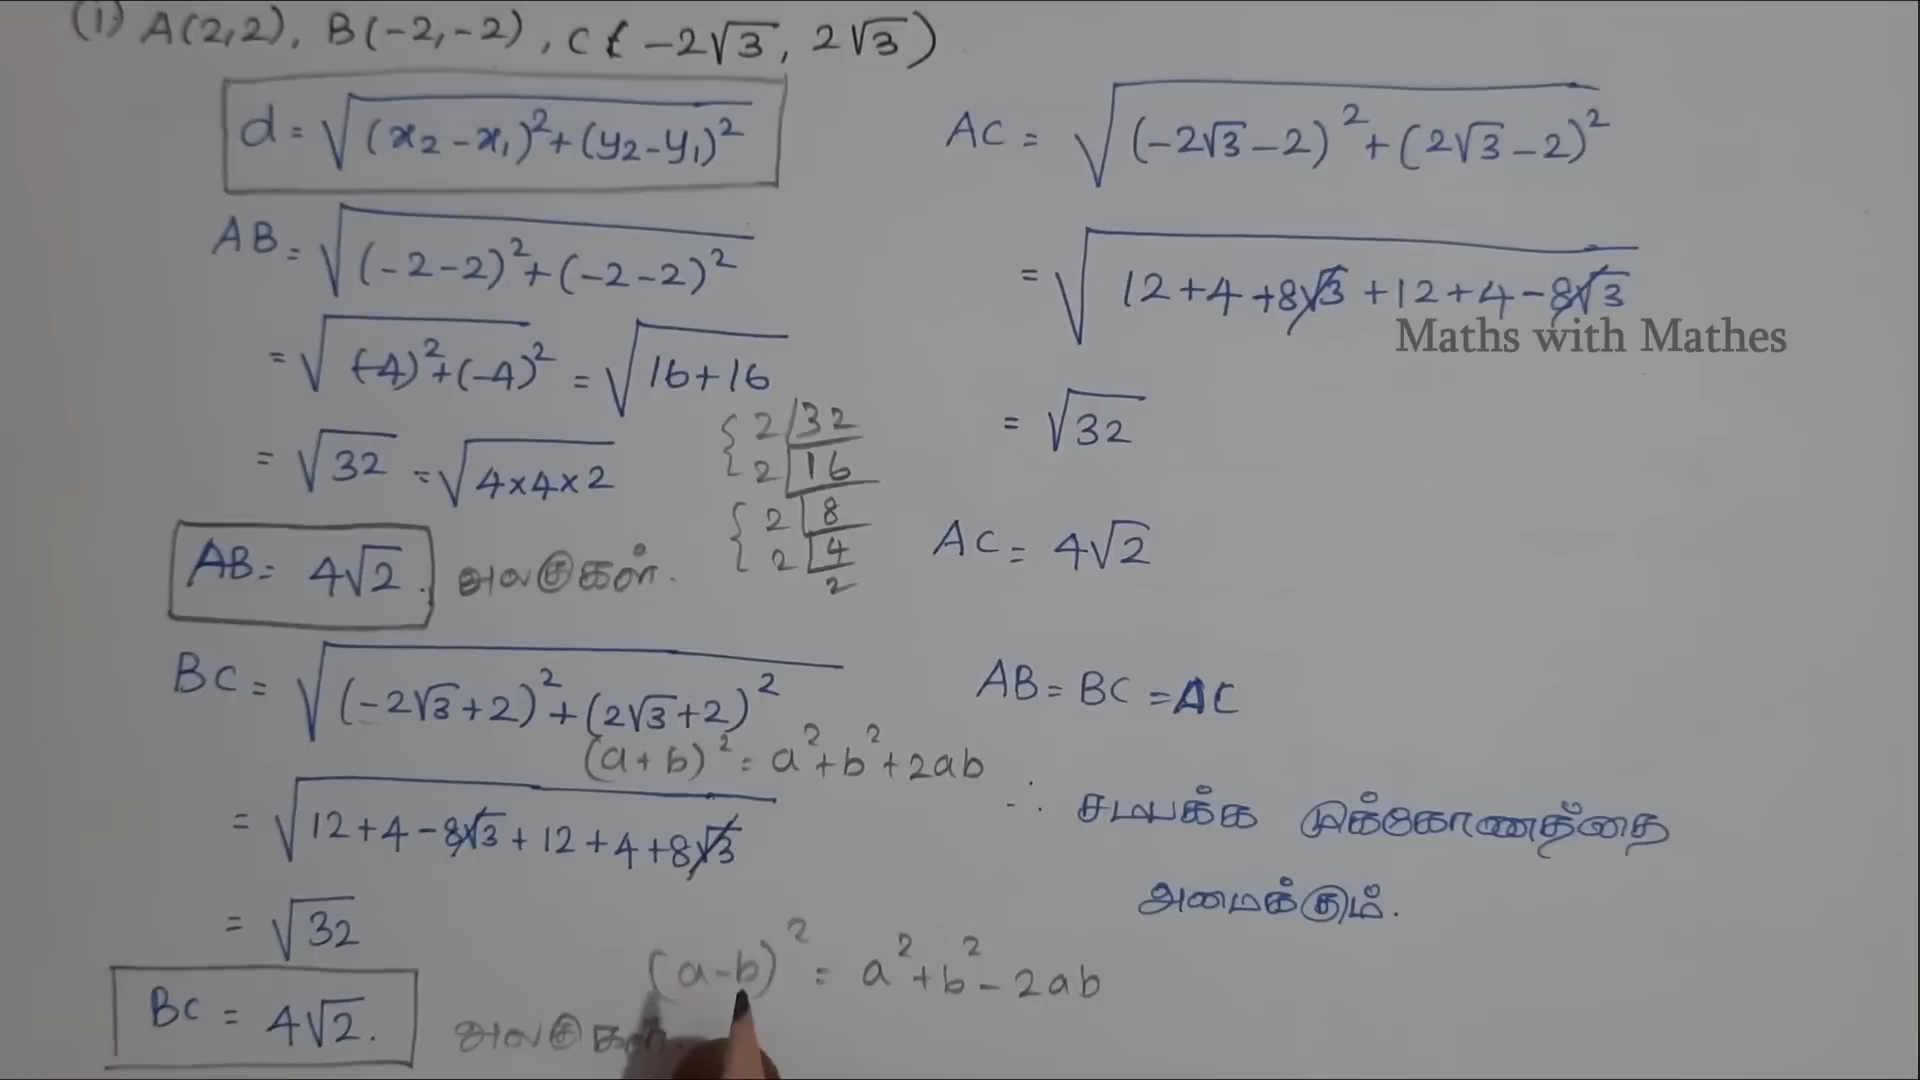 (i) A(2,2), B(-2,-2), C(-2√3, 2√3)
d = √(x₂-x₁)²+(y₂-y₁)²
AB = √(-2-2)²+(-2-2)²
= √(-4)²+(-4)² = √16+16
= √32 = √4×4×2
2 32
2 16
2 8
2 4
2
AB = 4√2. அலகுகள்.
BC = √(-2√3+2)²+(2√3+2)²
(a+b)² = a²+b²+2ab
= √12+4-8√3+12+4+8√3
= √32
BC = 4√2. அலகுகள்.
AC = √(-2√3-2)²+(2√3-2)²
= √12+4+8√3+12+4-8√3
Maths with Mathes
= √32
AC = 4√2
AB = BC = AC
∴ சமபக்க முக்கோணத்தை
அமைக்கும்.
(a-b)² = a²+b²-2ab